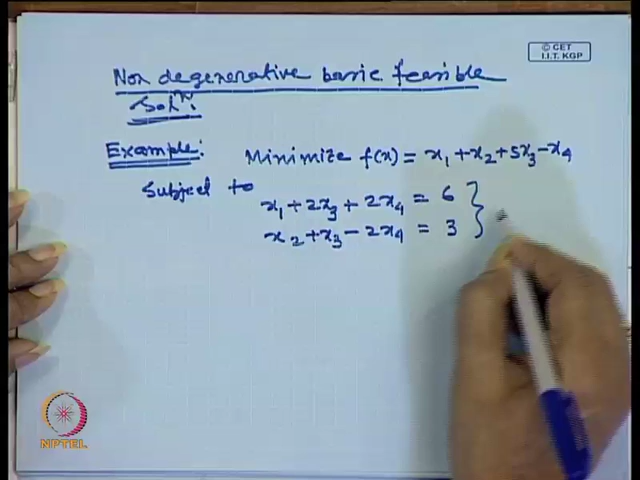 © CET
I.I.T. KGP
Non degenerative basic feasible
Solⁿ.
Example: Minimize f(x) = x₁ + x₂ + 5x₃ - x₄
Subject to
x₁ + 2x₃ + 2x₄ = 6
x₂ + x₃ - 2x₄ = 3
NPTEL